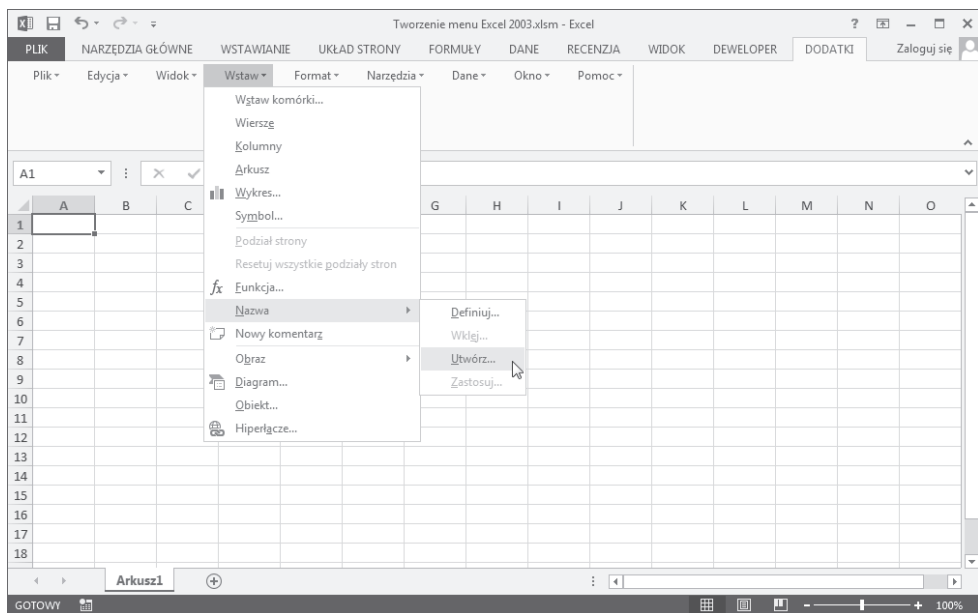 Tworzenie menu Excel 2003.xlsm - Excel
PLIK NARZĘDZIA GŁÓWNE WSTAWIANIE UKŁAD STRONY FORMUŁY DANE RECENZJA WIDOK DEWELOPER DODATKI Zaloguj się
Plik Edycja Widok Wstaw Format Narzędzia Dane Okno Pomoc
Wstaw komórki...
Wiersze
Kolumny
Arkusz
Wykres...
Symbol...
Podział strony
Resetuj wszystkie podziały stron
fx Funkcja...
Nazwa
Nowy komentarz
Obraz
Diagram...
Obiekt...
Hiperłącze...
Definiuj...
Wklej...
Utwórz...
Zastosuj...
A1
A B C G H I J K L M N O
1
2
3
4
5
6
7
8
9
10
11
12
13
14
15
16
17
18
Arkusz1
GOTOWY 100%